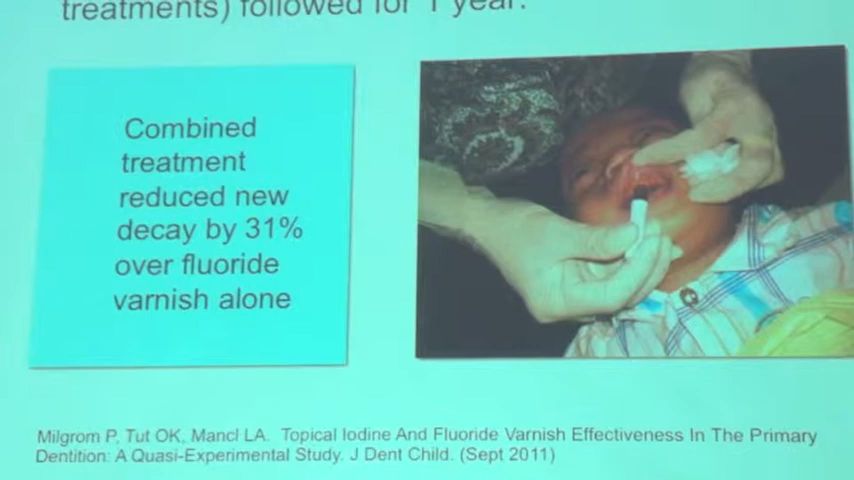 treatments) followed for 1 year.
Combined
treatment
reduced new
decay by 31%
over fluoride
varnish alone
Milgrom P, Tut OK, Mancl LA. Topical Iodine And Fluoride Varnish Effectiveness In The Primary
Dentition: A Quasi-Experimental Study. J Dent Child. (Sept 2011)